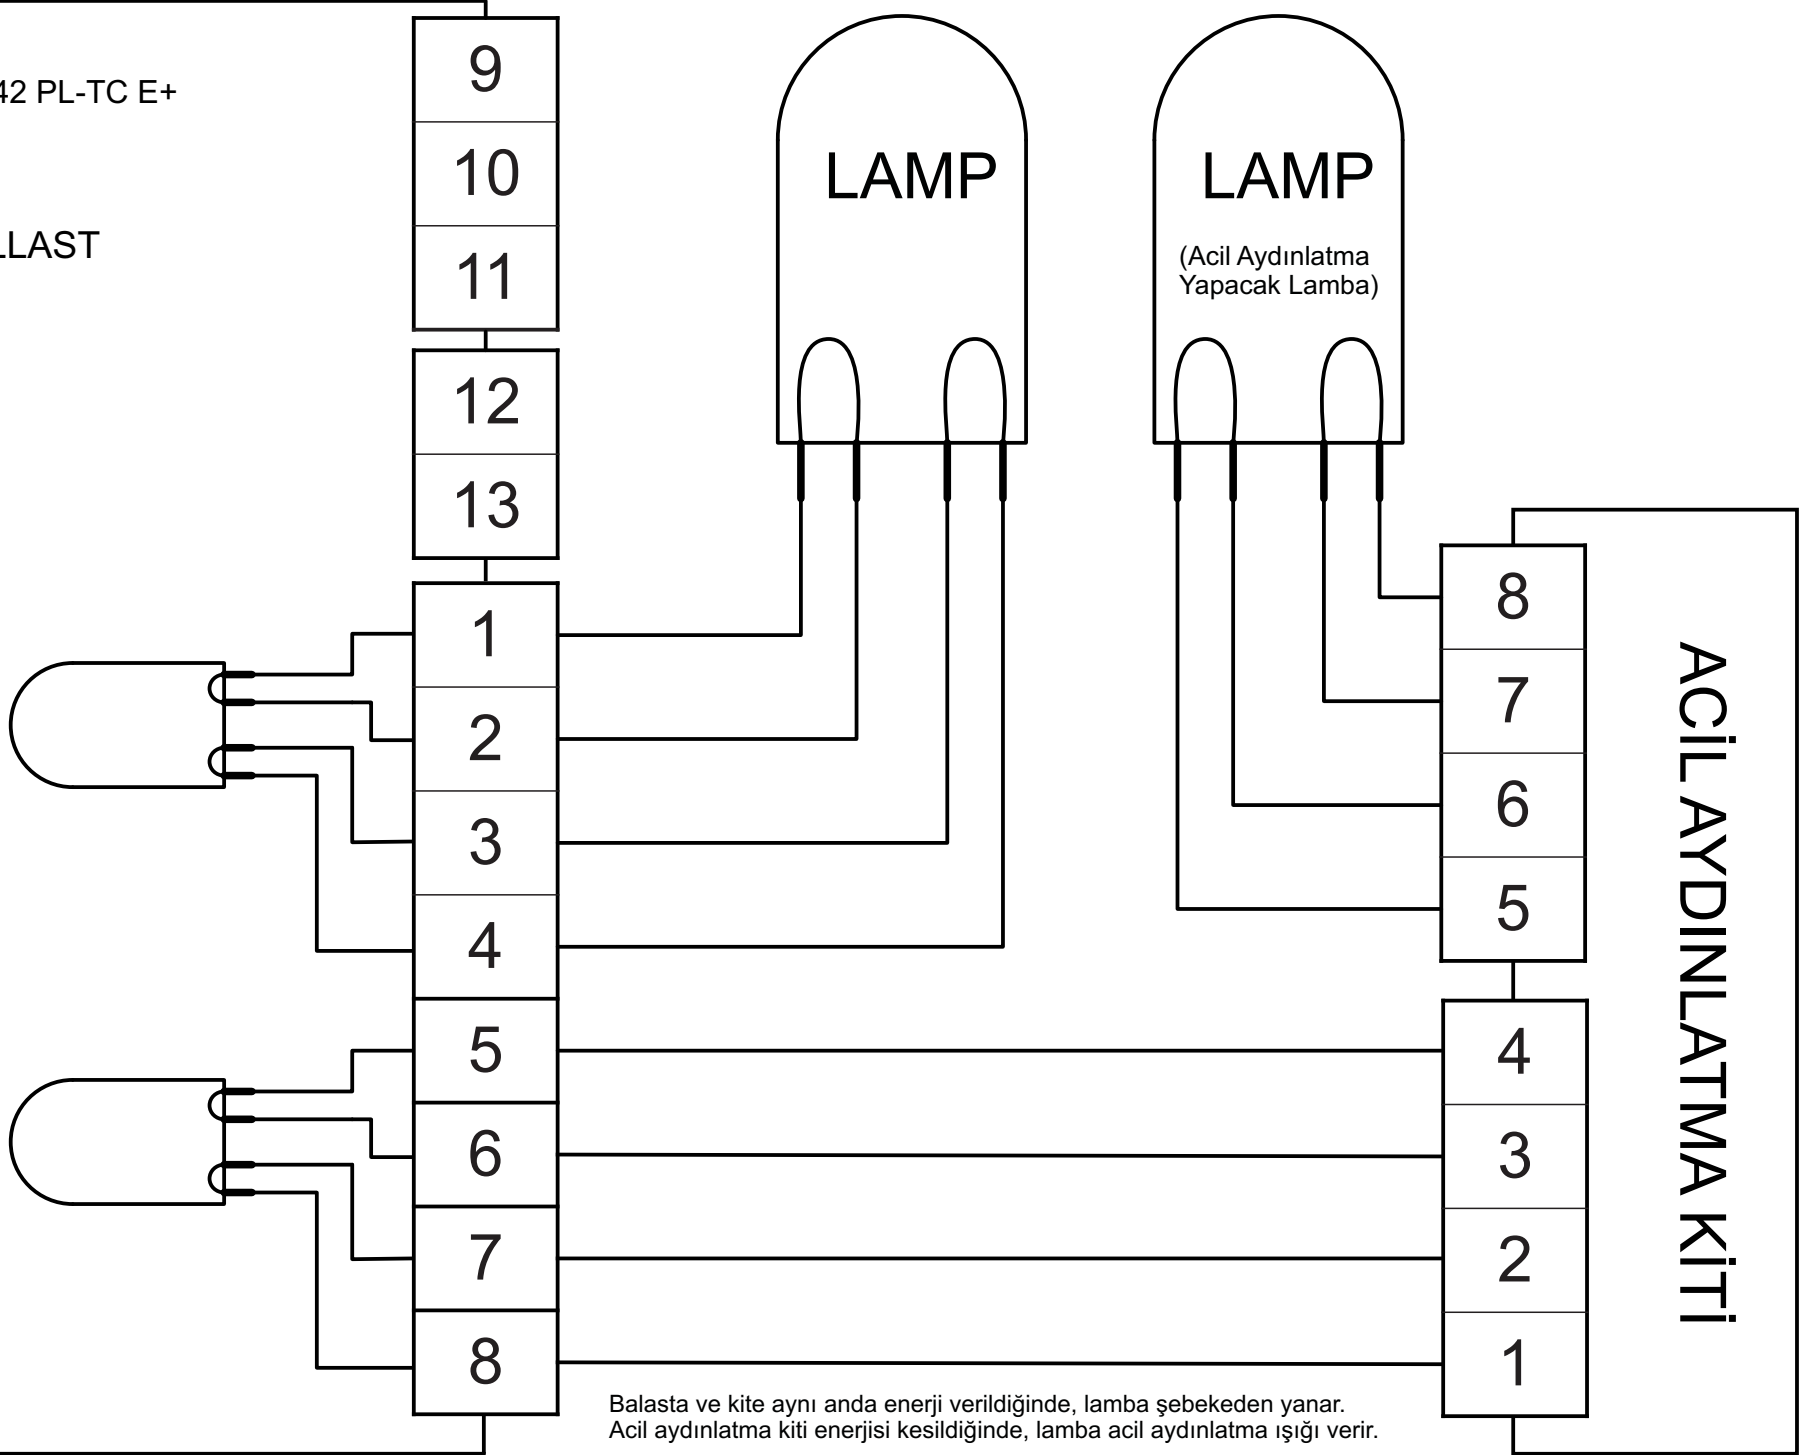 42 PL-TC E+
LLAST
9
10
11
12
13
1
2
3
4
5
6
7
8
LAMP
LAMP
(Acil Aydınlatma
Yapacak Lamba)
8
7
6
5
4
3
2
1
ACİL AYDINLATMA KİTİ
Balasta ve kite aynı anda enerji verildiğinde, lamba şebekeden yanar.
Acil aydınlatma kiti enerjisi kesildiğinde, lamba acil aydınlatma ışığı verir.